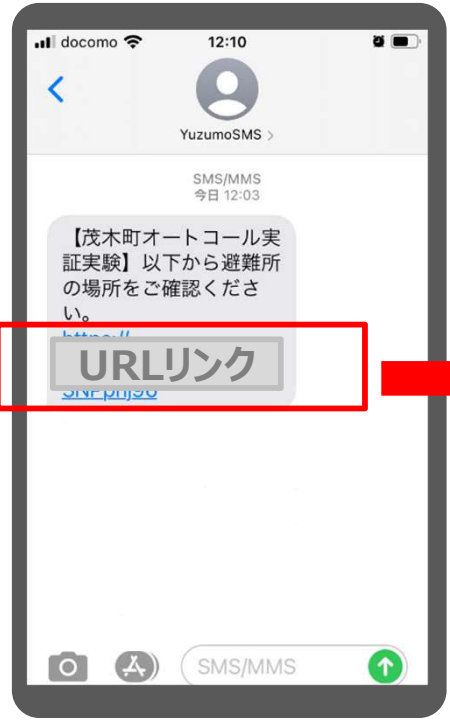 docomo
12:10
YuzumoSMS >
SMS/MMS
今日 12:03
【茂木町オートコール実
証実験】以下から避難所
の場所をご確認くださ
い。
https://
URLリンク
SMS/MMS